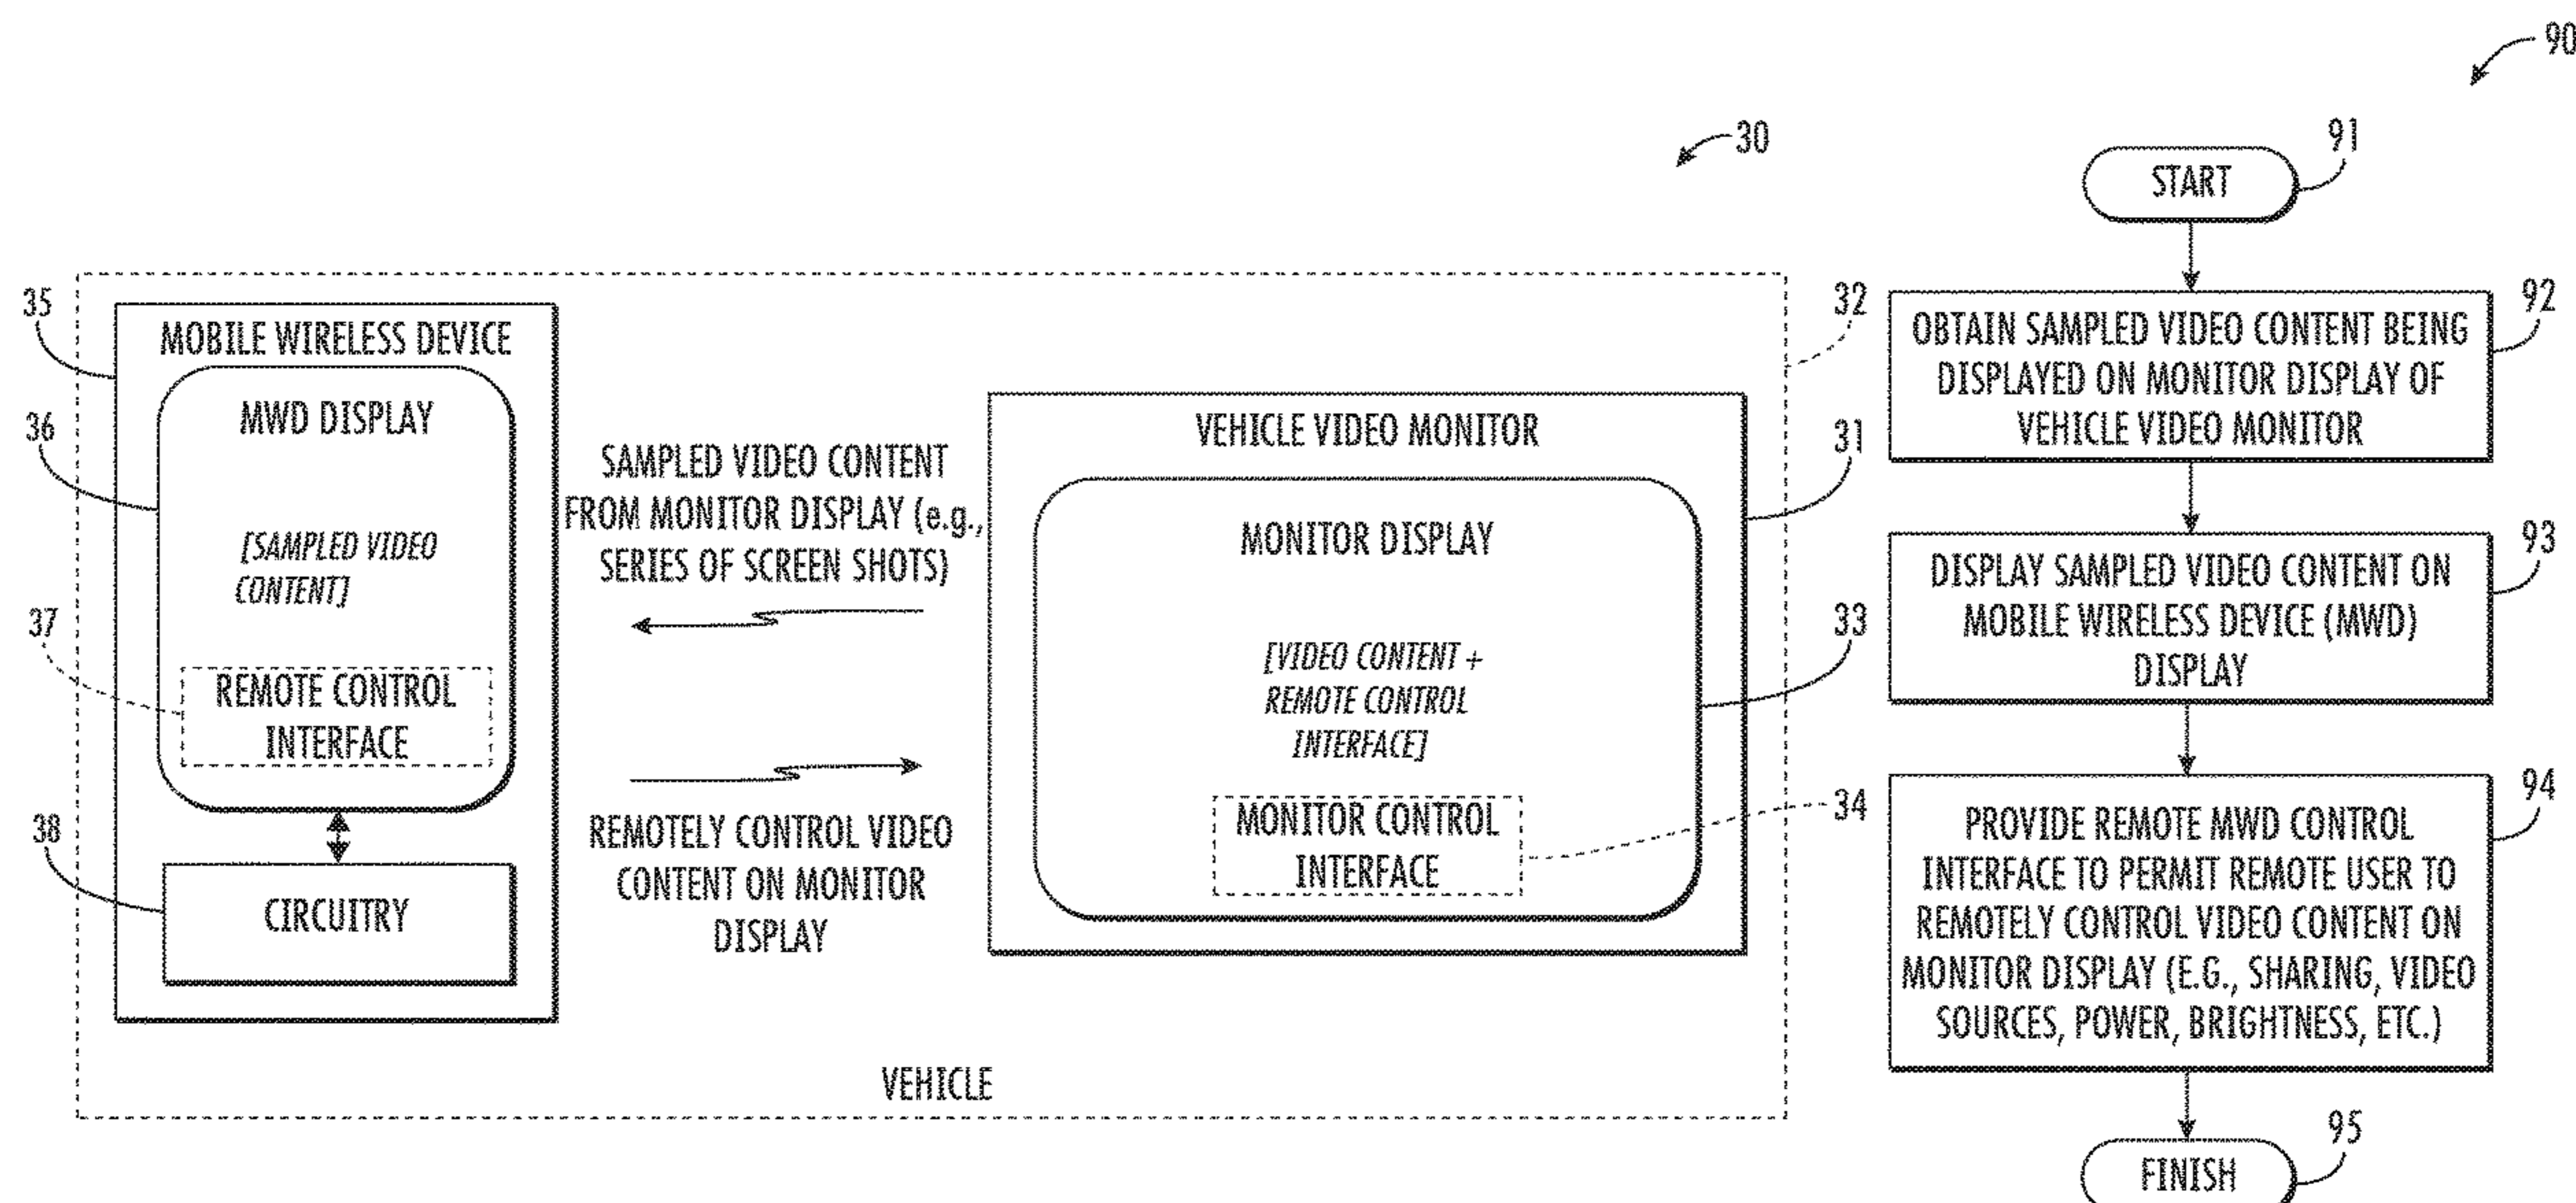 90
30
91
START
35
32
92
MOBILE WIRELESS DEVICE
OBTAIN SAMPLED VIDEO CONTENT BEING
DISPLAYED ON MONITOR DISPLAY OF
VEHICLE VIDEO MONITOR
36
MWD DISPLAY
[SAMPLED VIDEO
CONTENT]
37
REMOTE CONTROL
INTERFACE
38
CIRCUITRY
SAMPLED VIDEO CONTENT
FROM MONITOR DISPLAY (e.g.,
SERIES OF SCREEN SHOTS)
REMOTELY CONTROL VIDEO
CONTENT ON MONITOR
DISPLAY
VEHICLE VIDEO MONITOR
31
MONITOR DISPLAY
[VIDEO CONTENT +
REMOTE CONTROL
INTERFACE]
33
MONITOR CONTROL
INTERFACE
34
VEHICLE
93
DISPLAY SAMPLED VIDEO CONTENT ON
MOBILE WIRELESS DEVICE (MWD)
DISPLAY
94
PROVIDE REMOTE MWD CONTROL
INTERFACE TO PERMIT REMOTE USER TO
REMOTELY CONTROL VIDEO CONTENT ON
MONITOR DISPLAY (E.G., SHARING, VIDEO
SOURCES, POWER, BRIGHTNESS, ETC.)
95
FINISH